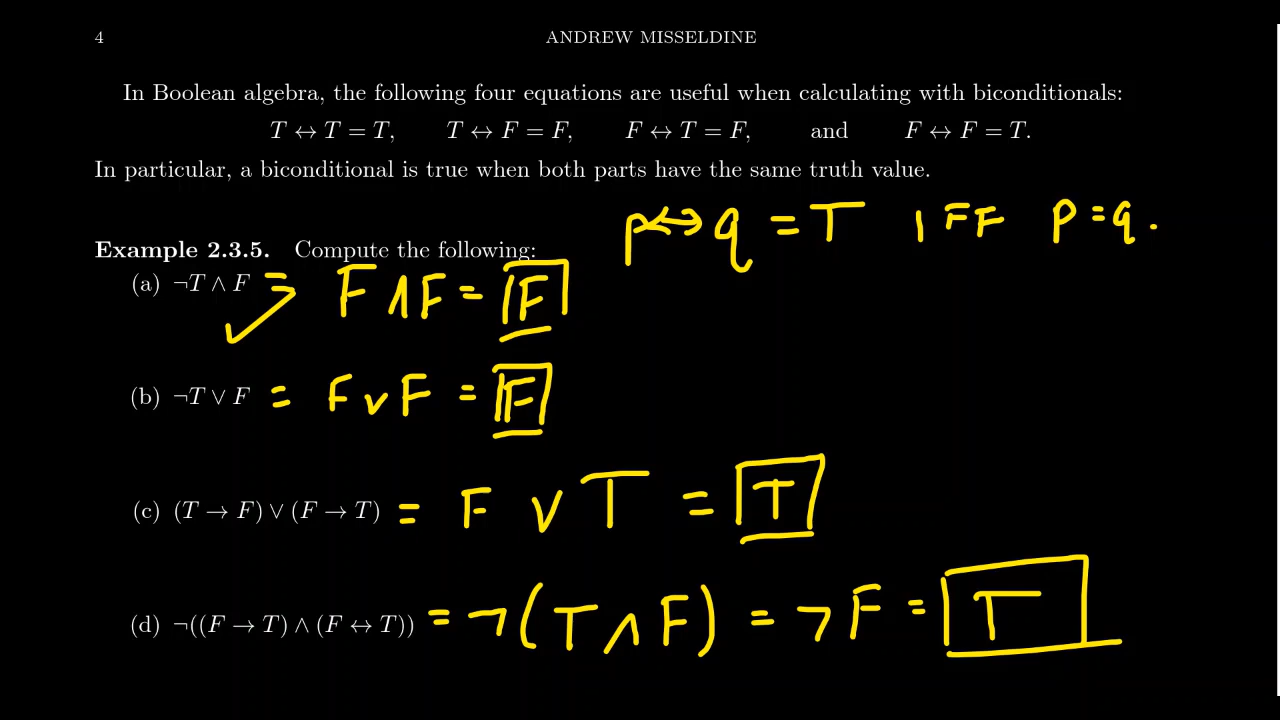 4 ANDREW MISSELDINE
In Boolean algebra, the following four equations are useful when calculating with biconditionals:
T ↔ T = T, T ↔ F = F, F ↔ T = F, and F ↔ F = T.
In particular, a biconditional is true when both parts have the same truth value.
p ↔ q = T IFF p = q.
Example 2.3.5. Compute the following:
(a) ¬T ∧ F = F ∧ F = F
(b) ¬T ∨ F = F ∨ F = F
(c) (T → F) ∨ (F → T) = F ∨ T = T
(d) ¬((F → T) ∧ (F ↔ T)) = ¬(T ∧ F) = ¬F = T